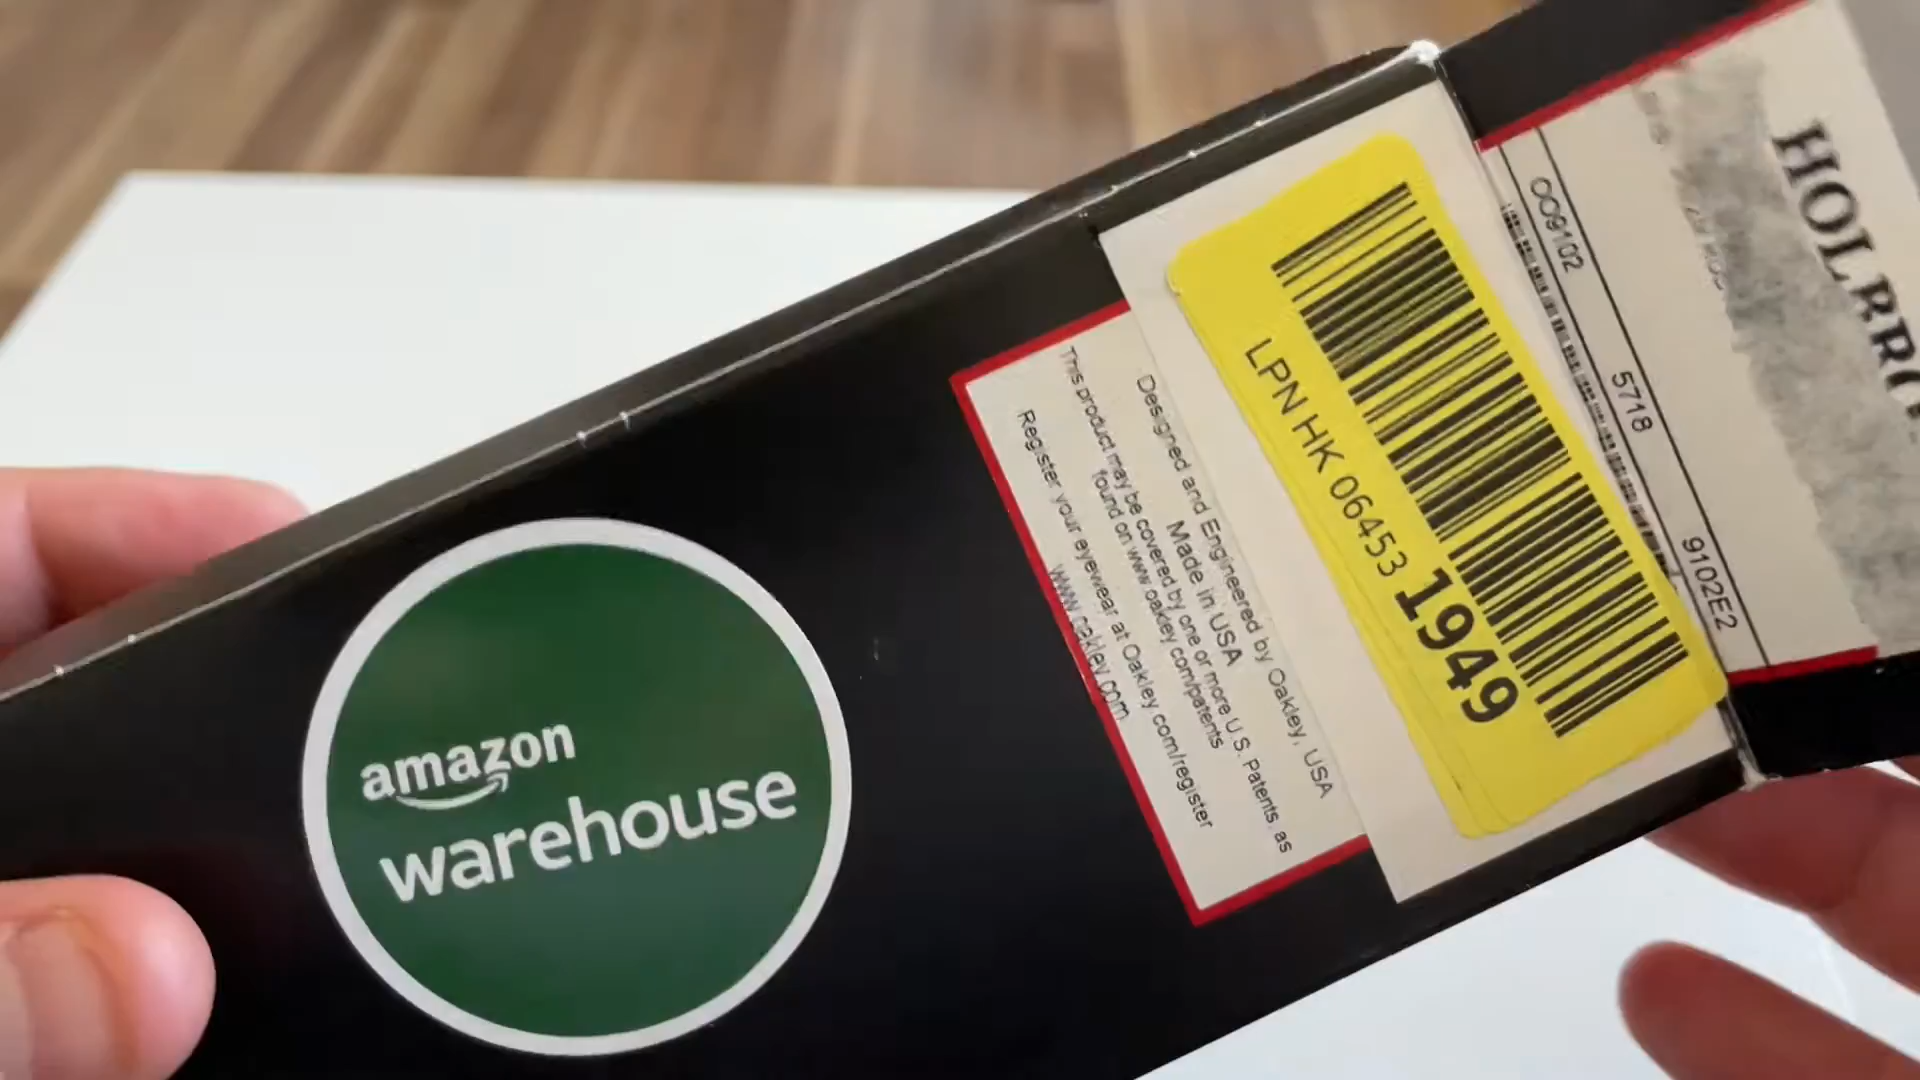 amazon
warehouse
Designed and Engineered by Oakley, USA
Made in USA
This product may be covered by one or more U.S. Patents as
found on www.oakley.com/patents
Register your eyewear at Oakley.com/register
www.oakley.com
LPN HK 06453 1949
OO9102 5718 9102E2